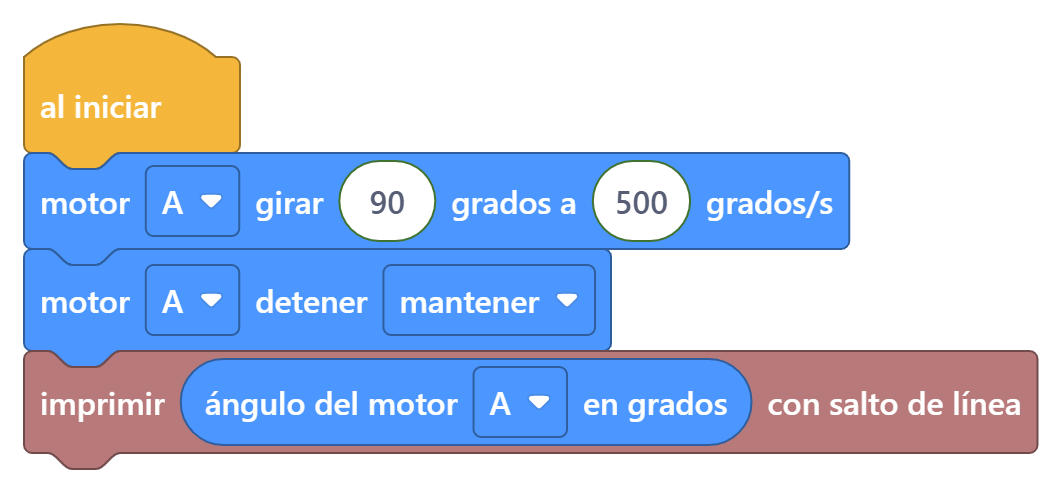 al iniciar
motor A girar 90 grados a 500 grados/s
motor A detener mantener
imprimir ángulo del motor A en grados con salto de línea